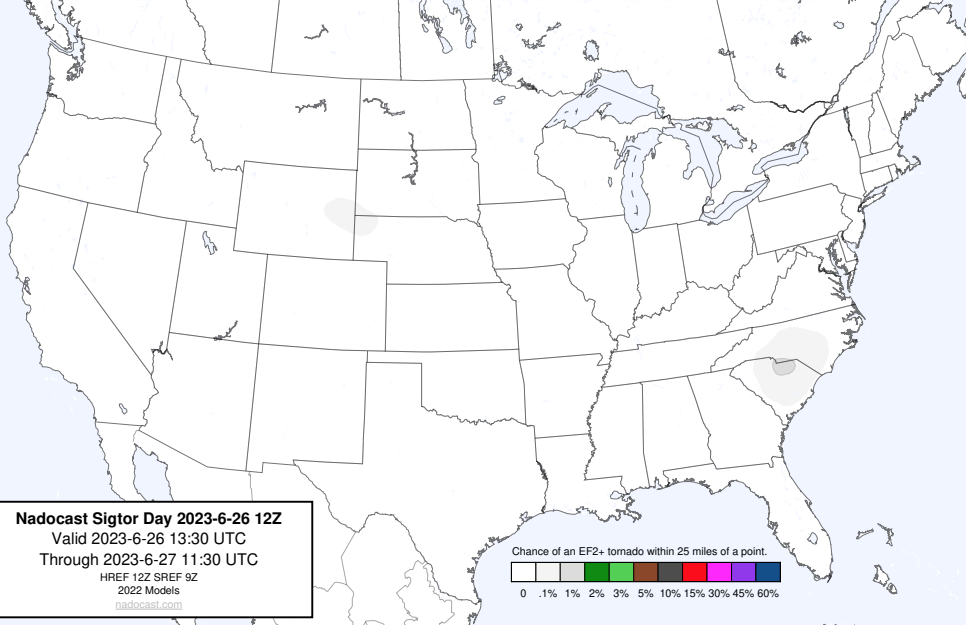 Nadocast Sigtor Day 2023-6-26 12Z
Valid 2023-6-26 13:30 UTC
Through 2023-6-27 11:30 UTC
HREF 12Z SREF 9Z
2022 Models
nadocast.com
Chance of an EF2+ tornado within 25 miles of a point.
0 .1% 1% 2% 3% 5% 10% 15% 30% 45% 60%